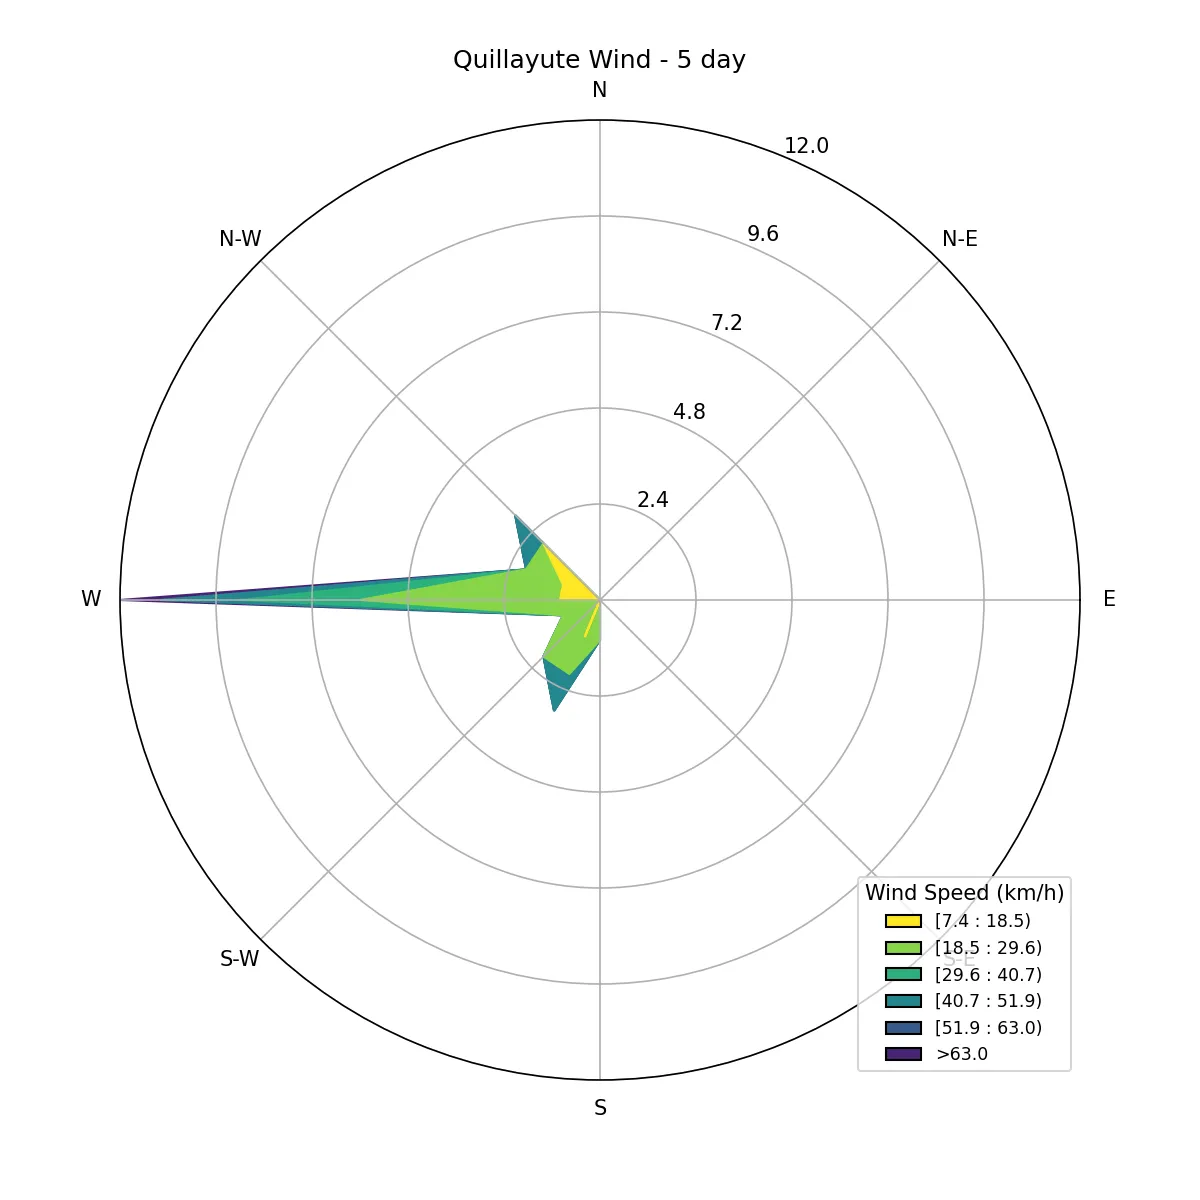 Quillayute Wind - 5 day
N
12.0
N-W
9.6
N-E
7.2
4.8
2.4
W
E
Wind Speed (km/h)
[7.4 : 18.5)
[18.5 : 29.6)
S-W
S-E
[29.6 : 40.7)
[40.7 : 51.9)
[51.9 : 63.0)
>63.0
S